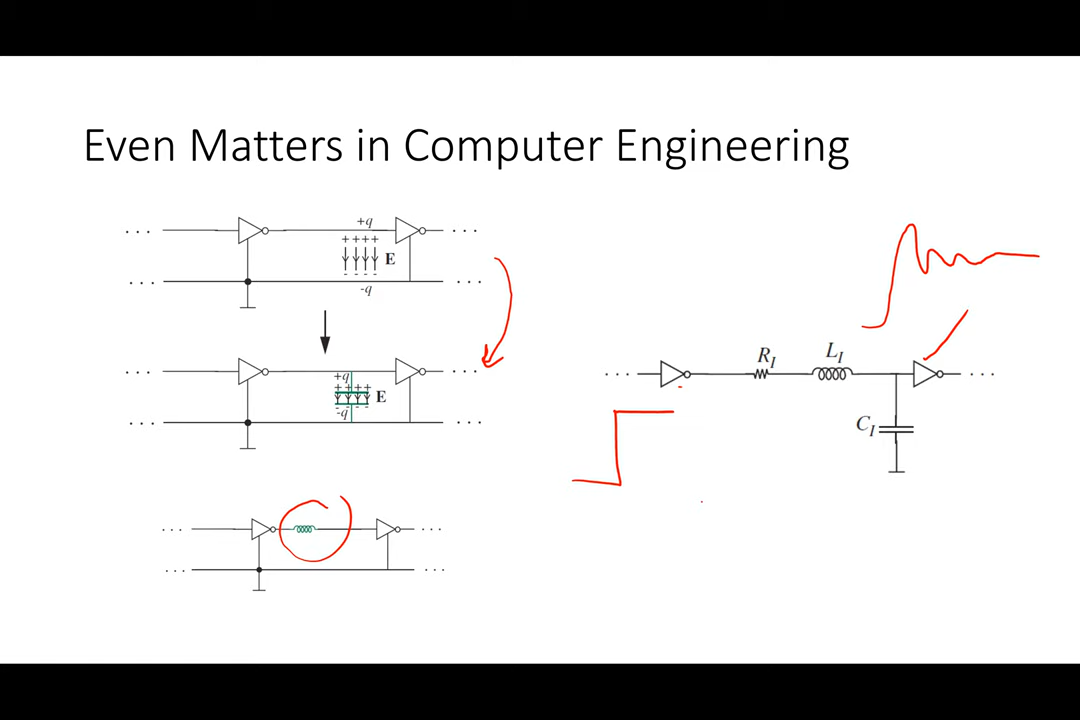 Even Matters in Computer Engineering
... +q ...
+ + + +
E
- - - -
... -q ...
... +q ...
+ + + +
E
- - - -
-q
... ...
... ...
... ...
R_I L_I
... ...
C_I